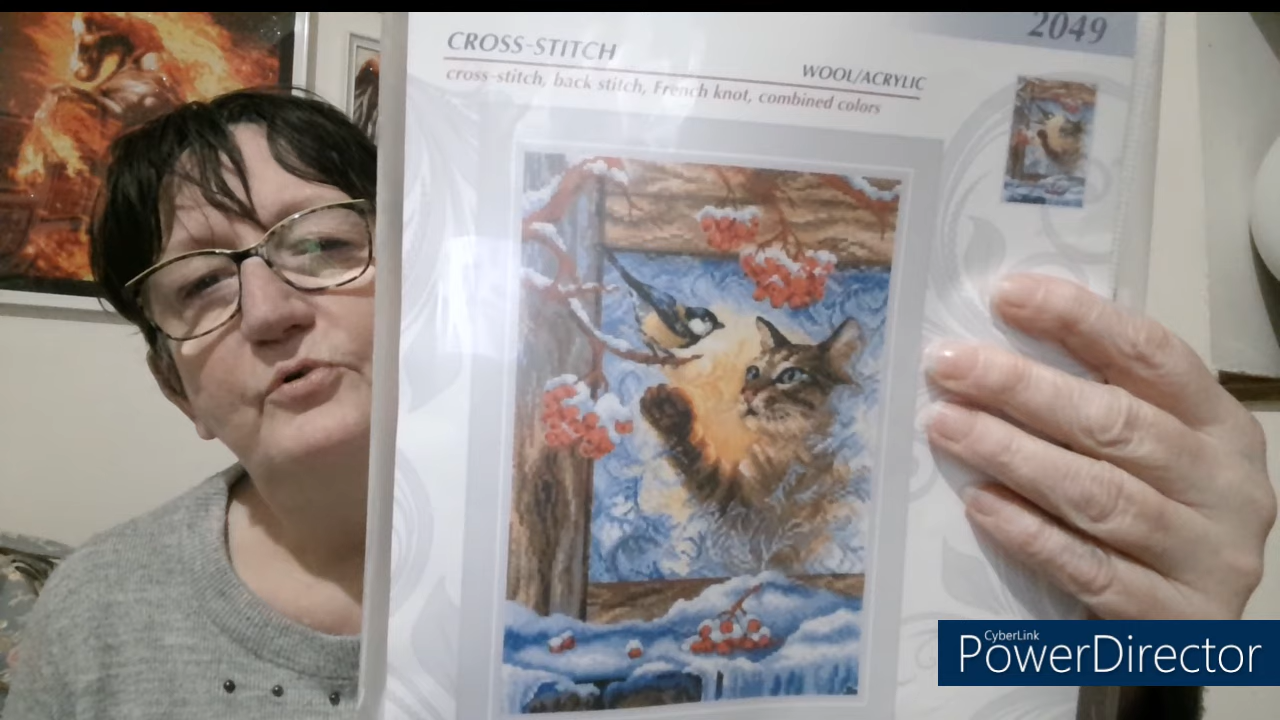 2049
CROSS-STITCH
WOOL/ACRYLIC
cross-stitch, back stitch, French knot, combined colors
CyberLink
PowerDirector